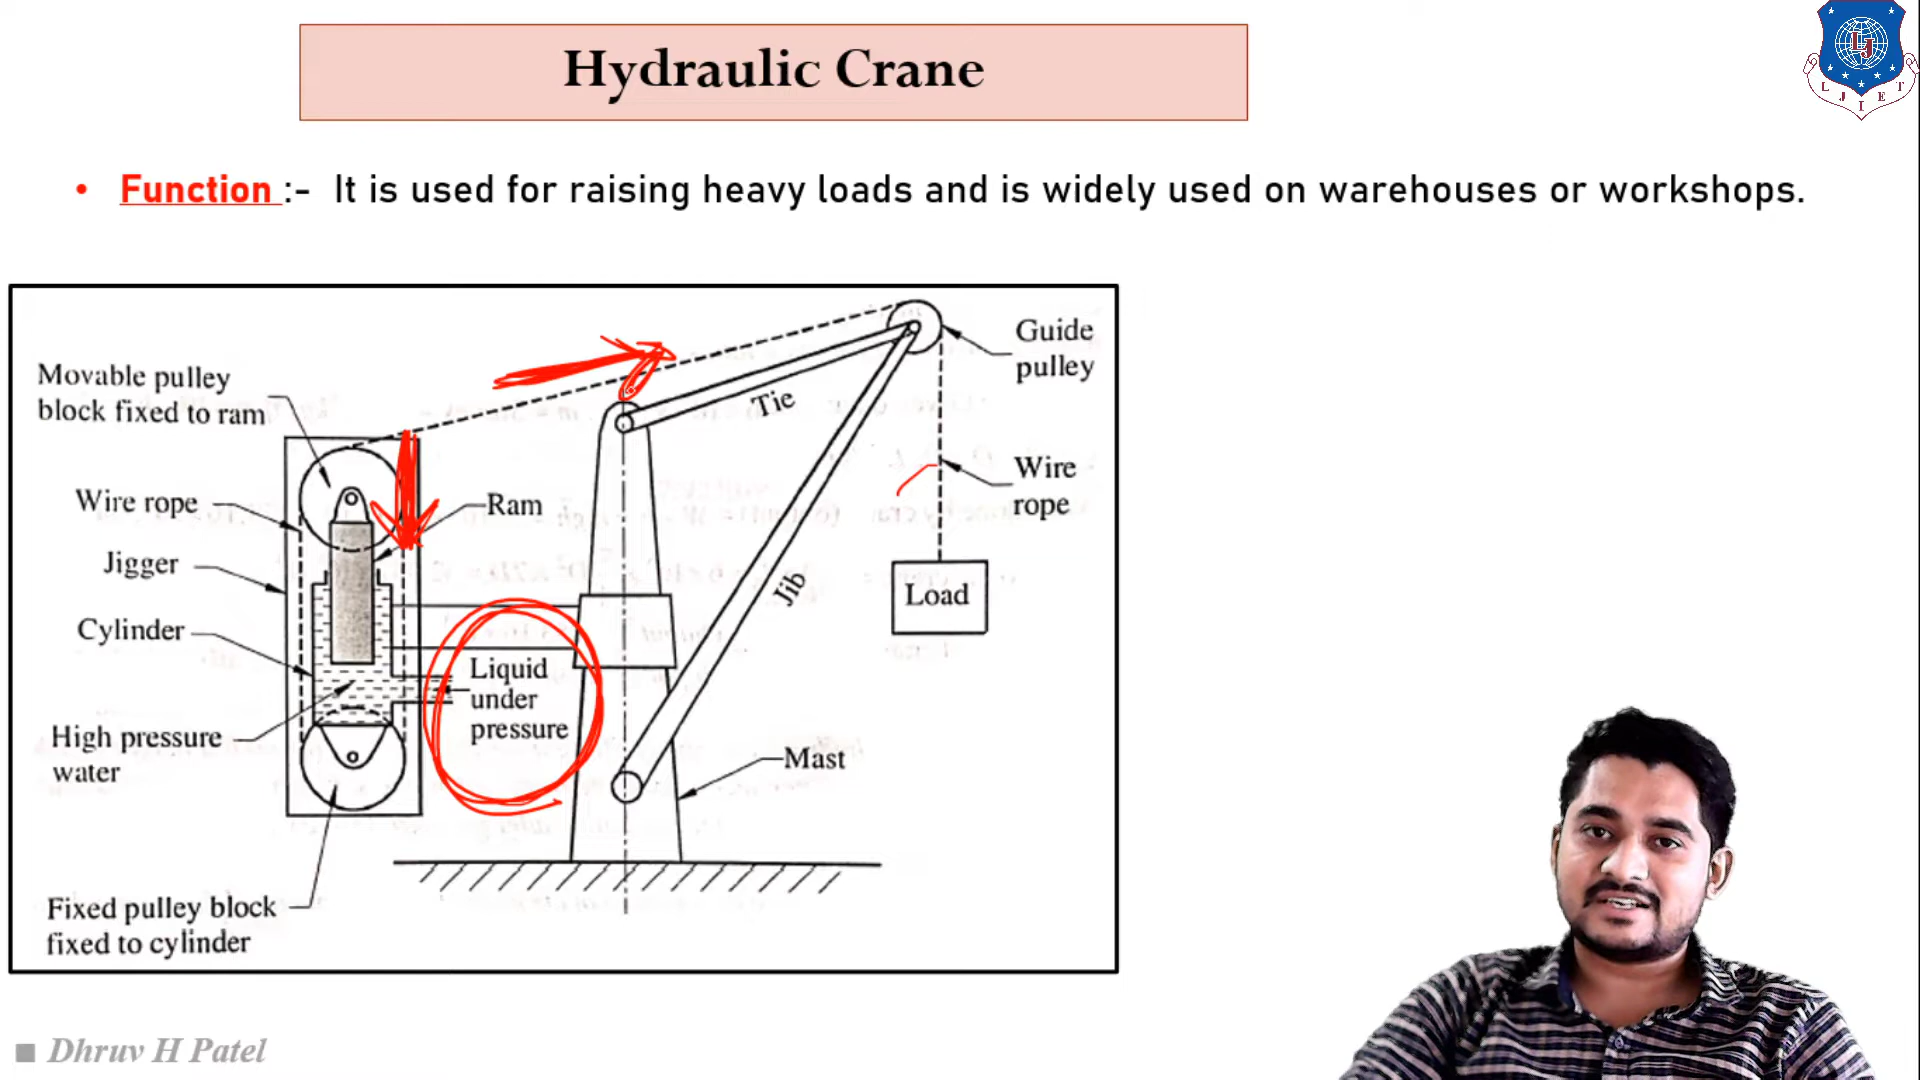 Hydraulic Crane
LJIET
• Function :- It is used for raising heavy loads and is widely used on warehouses or workshops.
Movable pulley
block fixed to ram
Wire rope
Jigger
Cylinder
High pressure
water
Fixed pulley block
fixed to cylinder
Ram
Liquid
under
pressure
Tie
Jib
Mast
Guide
pulley
Wire
rope
Load
Dhruv H Patel